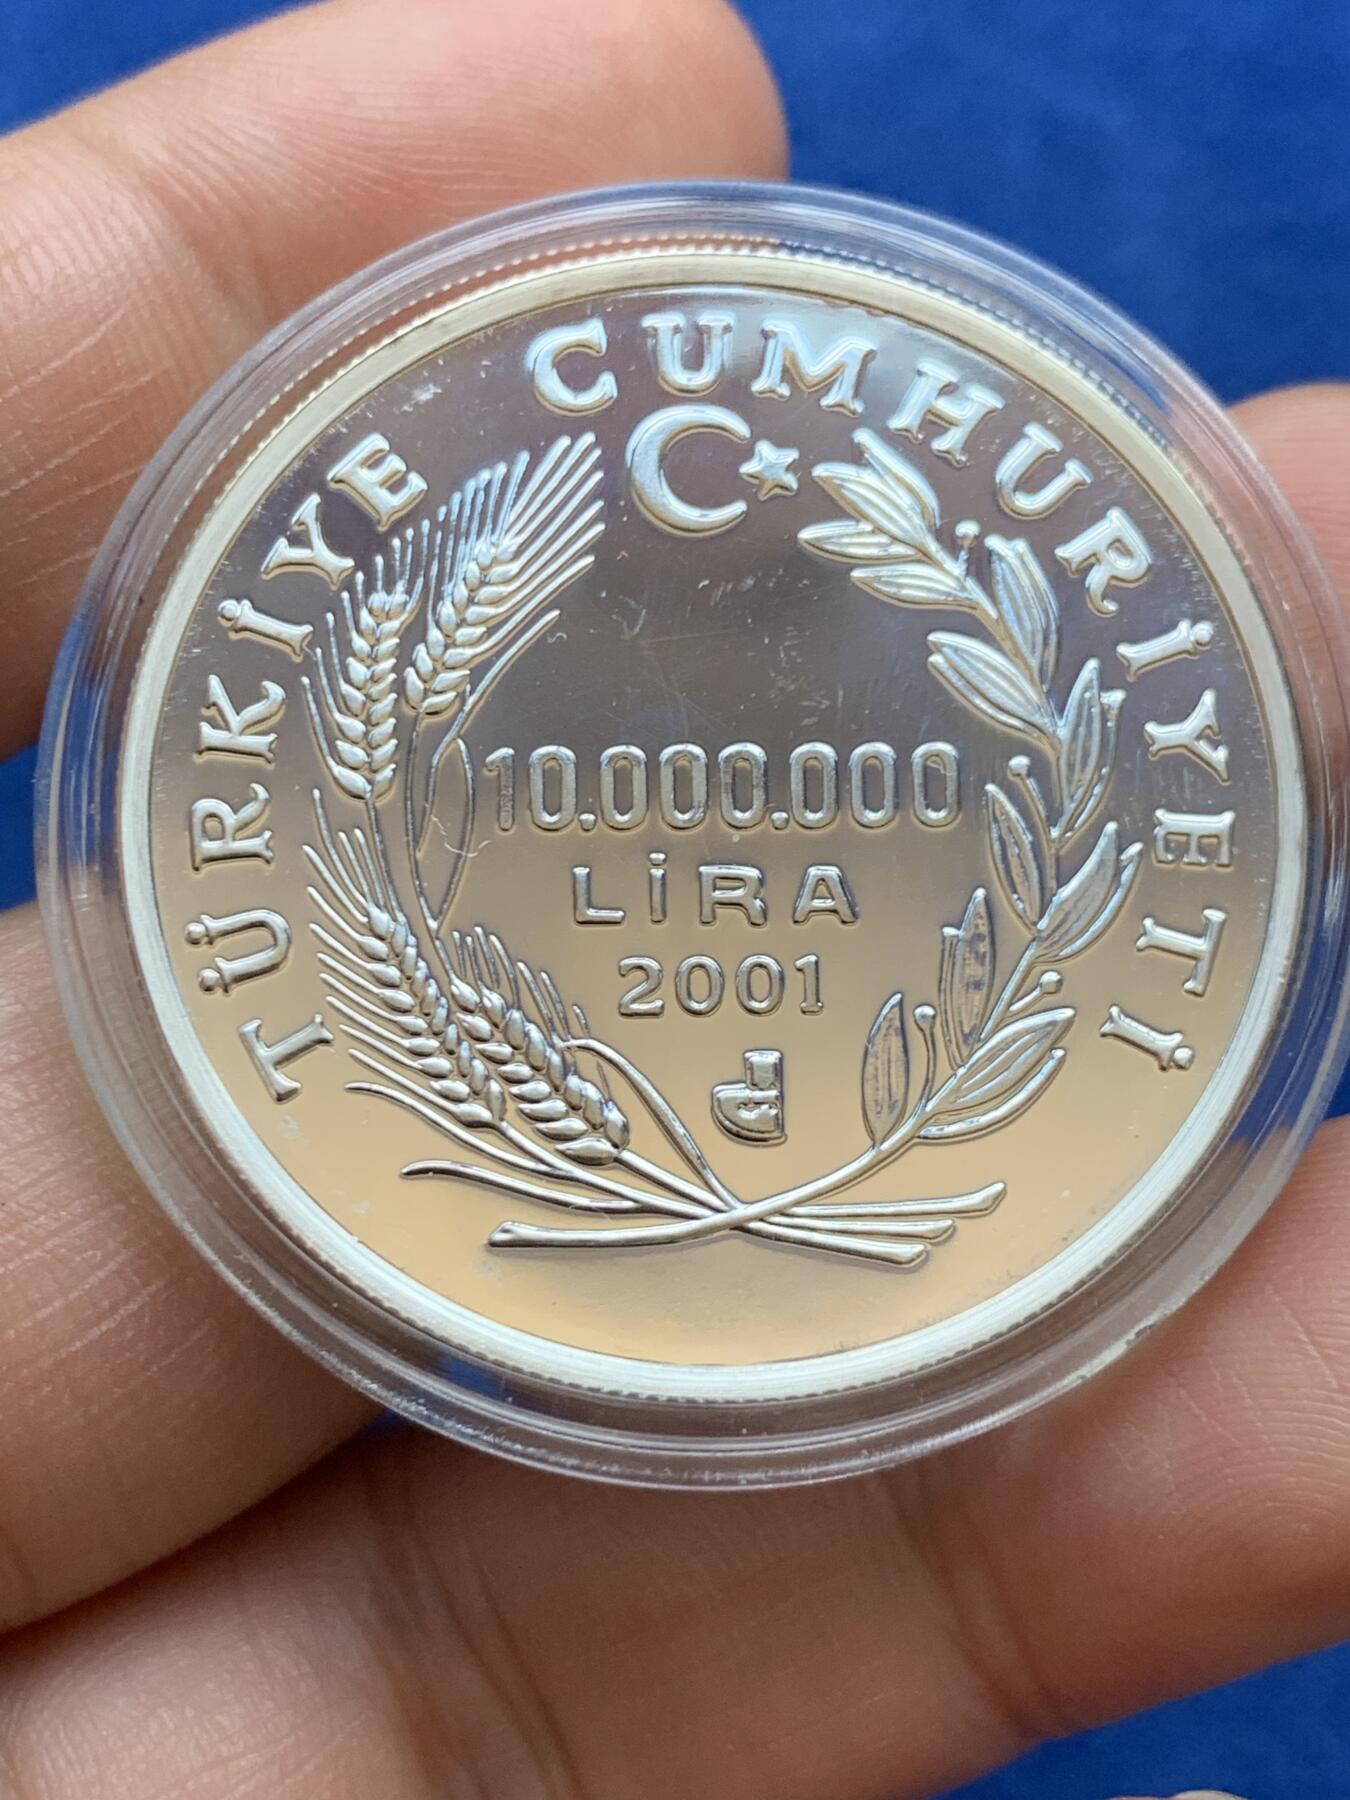 TÜRKİYE CUMHURİYETİ
10.000.000
LİRA
2001